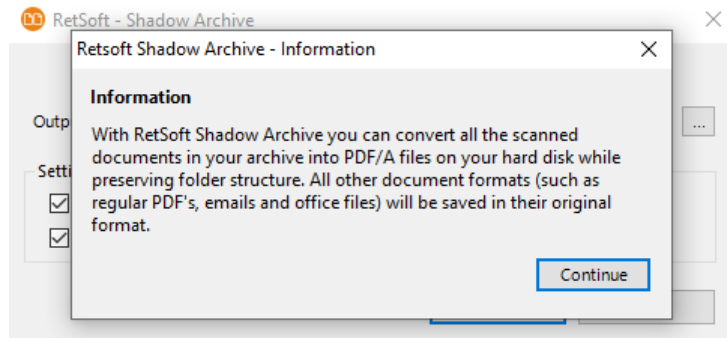 RetSoft - Shadow Archive
Retsoft Shadow Archive - Information
Information
Outp
With RetSoft Shadow Archive you can convert all the scanned
...
documents in your archive into PDF/A files on your hard disk while
Setti
preserving folder structure. All other document formats (such as
regular PDF's, emails and office files) will be saved in their original
format.
Continue